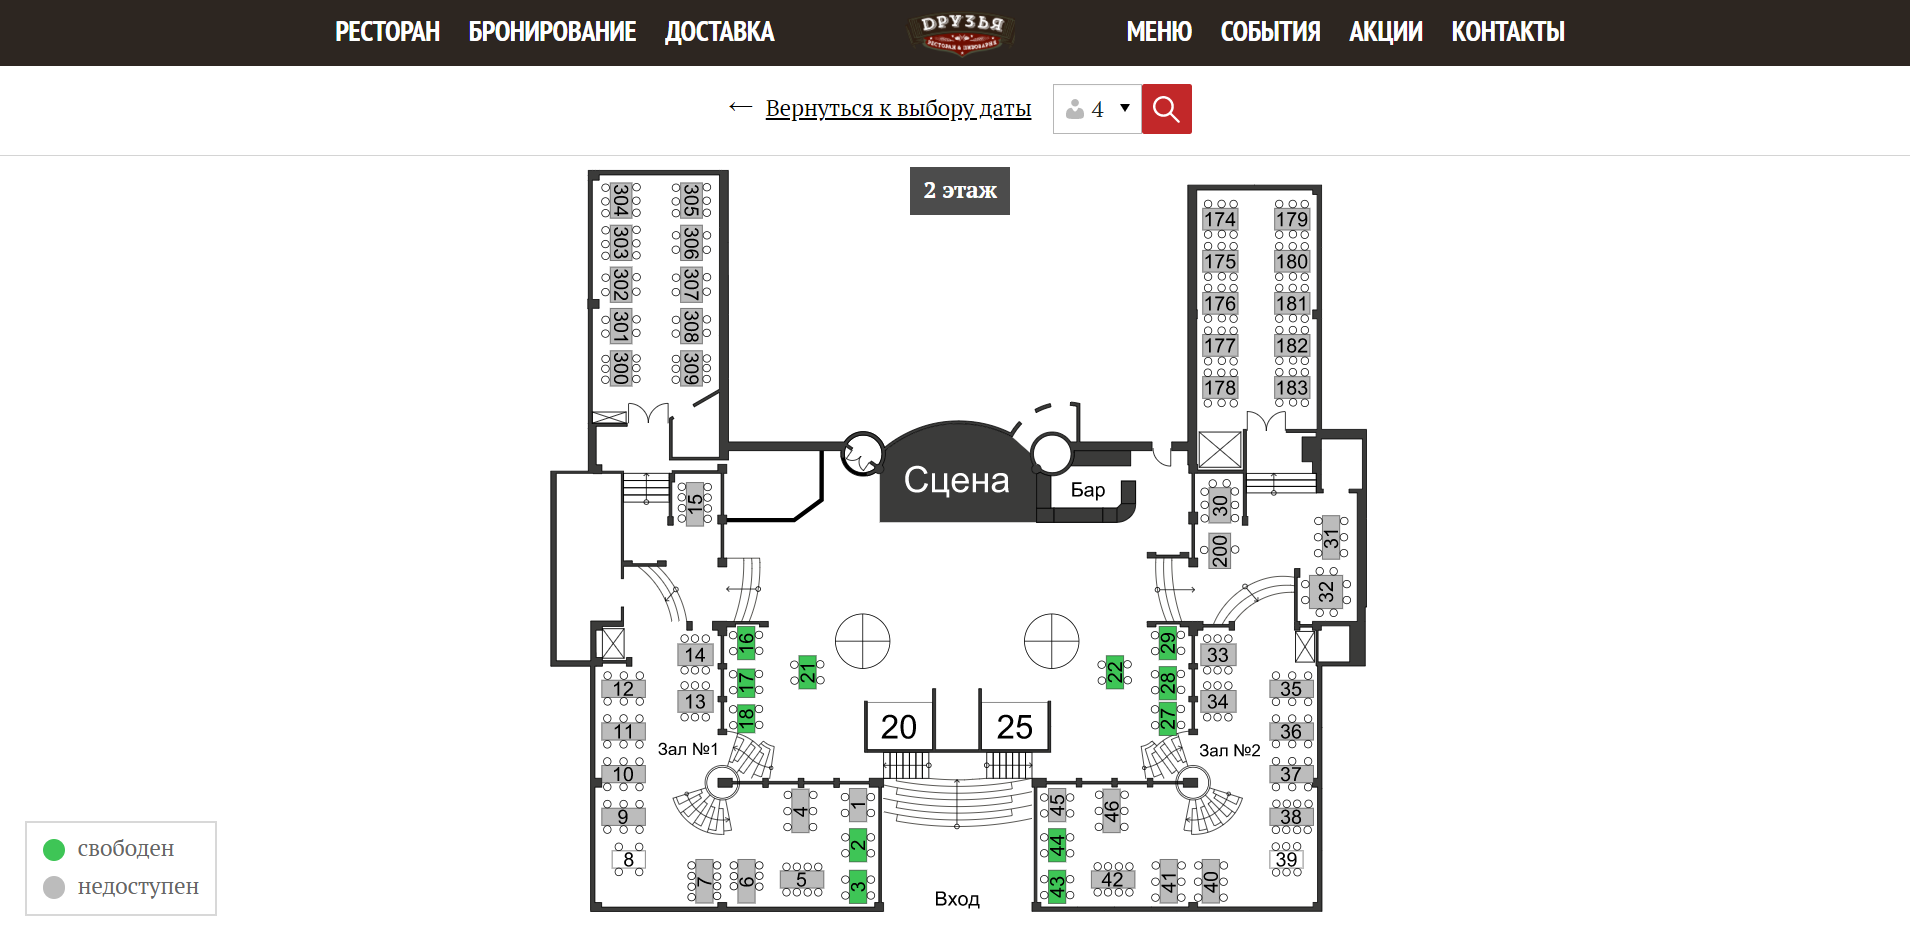 РЕСТОРАН БРОНИРОВАНИЕ ДОСТАВКА ДРУЗЬЯ РЕСТОРАН & ПИВОВАРНЯ МЕНЮ СОБЫТИЯ АКЦИИ КОНТАКТЫ
← Вернуться к выбору даты 4
2 этаж
304 305 174 179
303 306 175 180
302 307 176 181
301 308 177 182
300 309 178 183
Сцена
Бар
15 30 31
200
32
16 29
14 21 22 33
12 17 28 35
13 34
11 18 20 25 27 36
Зал №1 Зал №2
10 37
9 4 1 45 46 38
8 2 44 39
7 6 5 3 43 42 41 40
Вход
свободен
недоступен